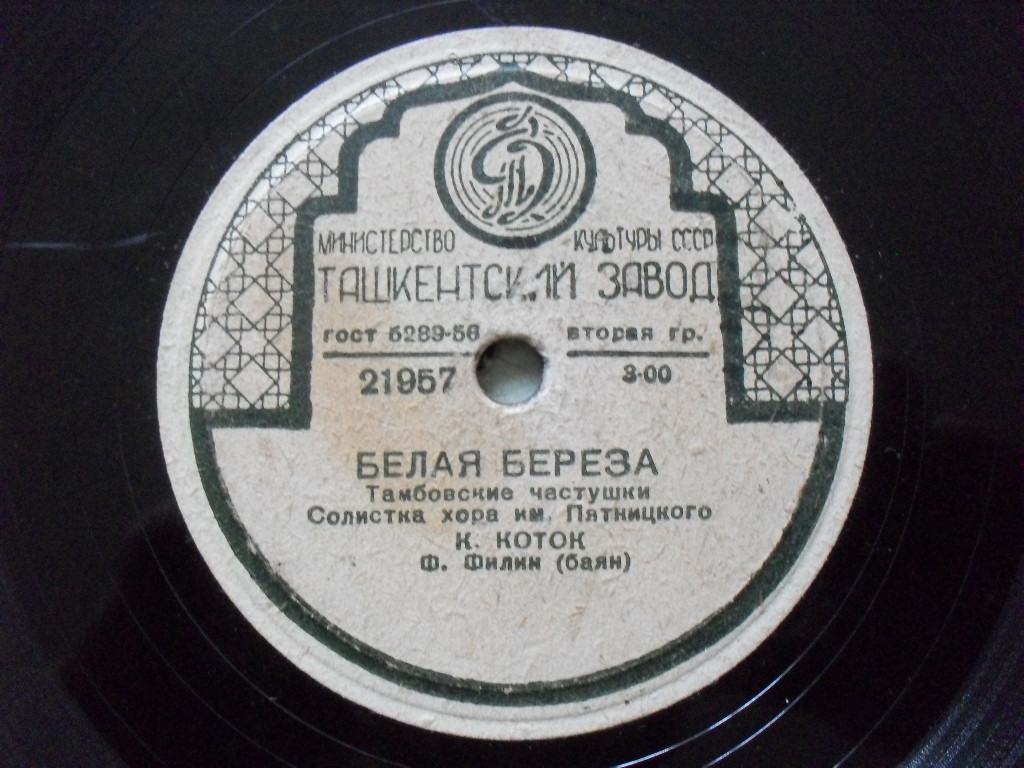 МИНИСТЕРСТВО КУЛЬТУРЫ СССР
ТАШКЕНТСКИЙ ЗАВОД
ГОСТ 5289-56 вторая гр.
21957 3-00
БЕЛАЯ БЕРЕЗА
Тамбовские частушки
Солистка хора им. Пятницкого
К. КОТОК
Ф. Филин (баян)